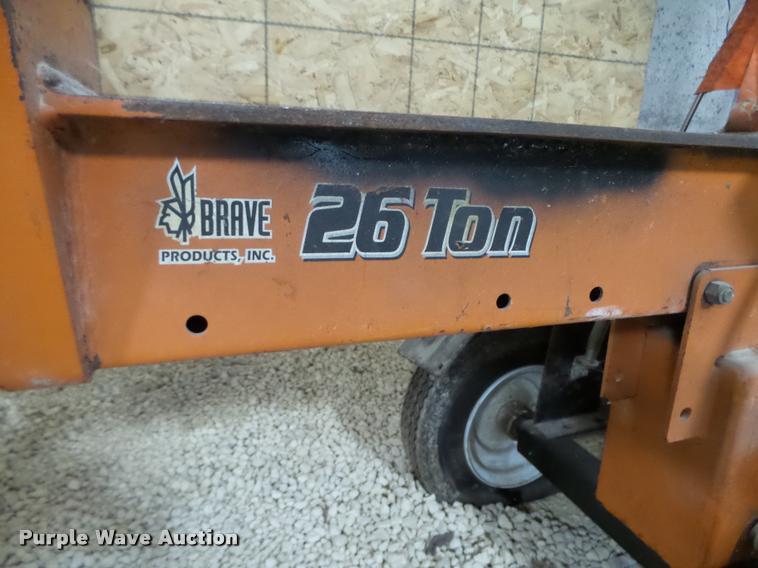 BRAVE
PRODUCTS, INC.
26 Ton
Purple Wave Auction